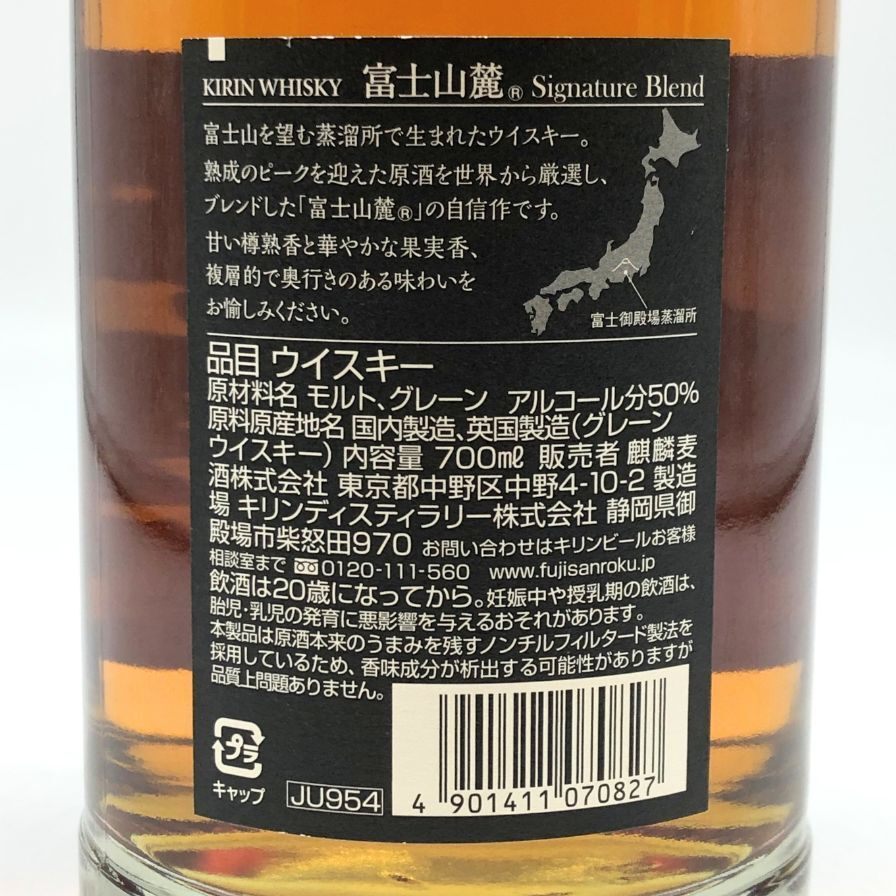 KIRIN WHISKY 富士山麓® Signature Blend
富士山を望む蒸溜所で生まれたウイスキー。
熟成のピークを迎えた原酒を世界から厳選し、
ブレンドした「富士山麓®」の自信作です。
甘い樽熟香と華やかな果実香、
複層的で奥行きのある味わいを
お愉しみください。
富士御殿場蒸溜所
品目 ウイスキー
原材料名 モルト、グレーン アルコール分50%
原料原産地名 国内製造、英国製造(グレーン
ウイスキー) 内容量 700㎖ 販売者 麒麟麦
酒株式会社 東京都中野区中野4-10-2 製造
場 キリンディスティラリー株式会社 静岡県御
殿場市柴怒田970 お問い合わせはキリンビールお客様
相談室まで 0120-111-560 www.fujisanroku.jp
飲酒は20歳になってから。妊娠中や授乳期の飲酒は、
胎児・乳児の発育に悪影響を与えるおそれがあります。
本製品は原酒本来のうまみを残すノンチルフィルタード製法を
採用しているため、香味成分が析出する可能性がありますが
品質上問題ありません。
プラ
キャップ
JU954
4 901411 070827